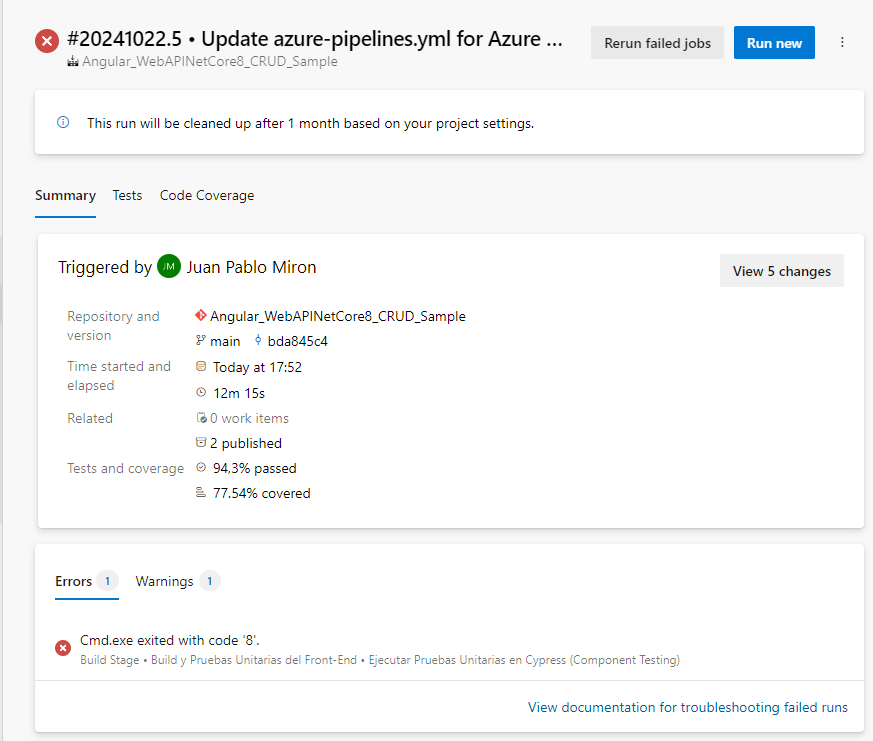 #20241022.5 • Update azure-pipelines.yml for Azure ...
Rerun failed jobs
Run new
Angular_WebAPINetCore8_CRUD_Sample
This run will be cleaned up after 1 month based on your project settings.
Summary
Tests
Code Coverage
Triggered by JM Juan Pablo Miron
View 5 changes
Repository and
version
Angular_WebAPINetCore8_CRUD_Sample
main bda845c4
Time started and
elapsed
Today at 17:52
12m 15s
Related
0 work items
2 published
Tests and coverage
94,3% passed
77.54% covered
Errors 1
Warnings 1
Cmd.exe exited with code '8'.
Build Stage • Build y Pruebas Unitarias del Front-End • Ejecutar Pruebas Unitarias en Cypress (Component Testing)
View documentation for troubleshooting failed runs